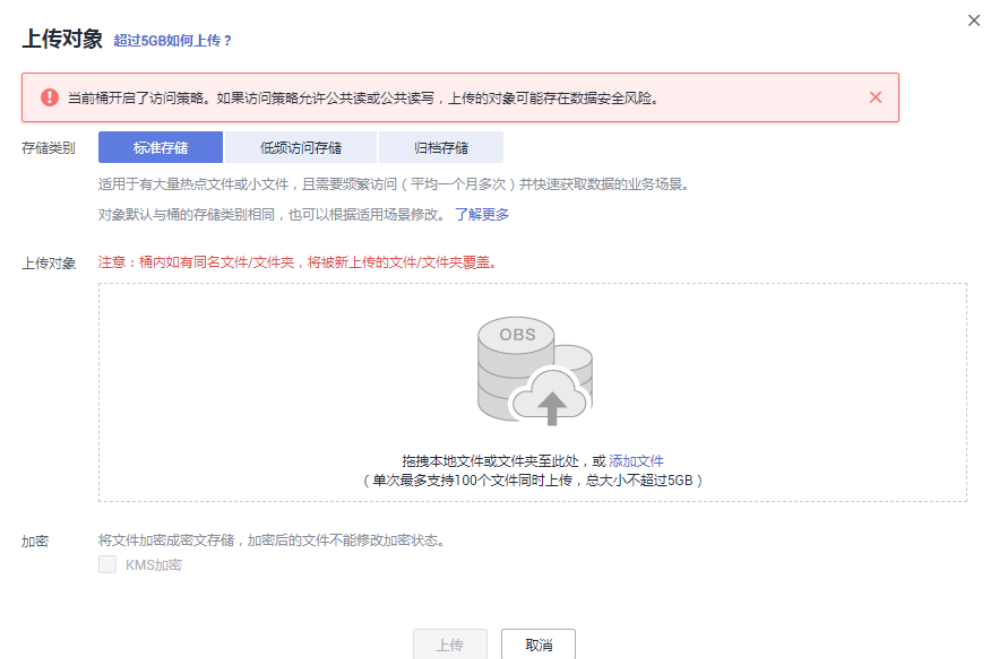 上传对象 超过5GB如何上传？
当前桶开启了访问策略。如果访问策略允许公共读或公共读写，上传的对象可能存在数据安全风险。
存储类别 标准存储 低频访问存储 归档存储
适用于有大量热点文件或小文件，且需要频繁访问（平均一个月多次）并快速获取数据的业务场景。
对象默认与桶的存储类别相同，也可以根据适用场景修改。 了解更多
上传对象 注意：桶内如有同名文件/文件夹，将被新上传的文件/文件夹覆盖。
OBS
拖拽本地文件或文件夹至此处，或 添加文件
（单次最多支持100个文件同时上传，总大小不超过5GB）
加密 将文件加密成密文存储，加密后的文件不能修改加密状态。
KMS加密
上传 取消